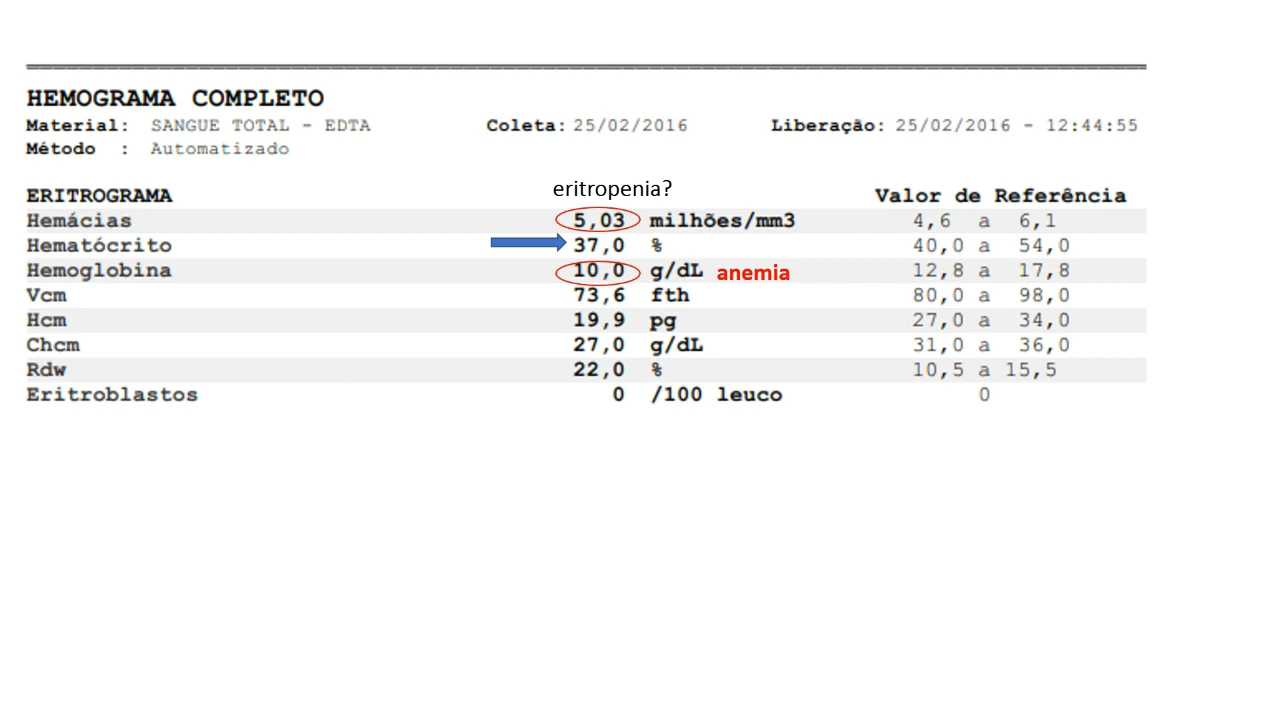 HEMOGRAMA COMPLETO
Material: SANGUE TOTAL - EDTA Coleta: 25/02/2016 Liberação: 25/02/2016 - 12:44:55
Método : Automatizado
eritropenia?
ERITROGRAMA Valor de Referência
Hemácias 5,03 milhões/mm3 4,6 a 6,1
Hematócrito 37,0 % 40,0 a 54,0
Hemoglobina 10,0 g/dL anemia 12,8 a 17,8
Vcm 73,6 fth 80,0 a 98,0
Hcm 19,9 pg 27,0 a 34,0
Chcm 27,0 g/dL 31,0 a 36,0
Rdw 22,0 % 10,5 a 15,5
Eritroblastos 0 /100 leuco 0